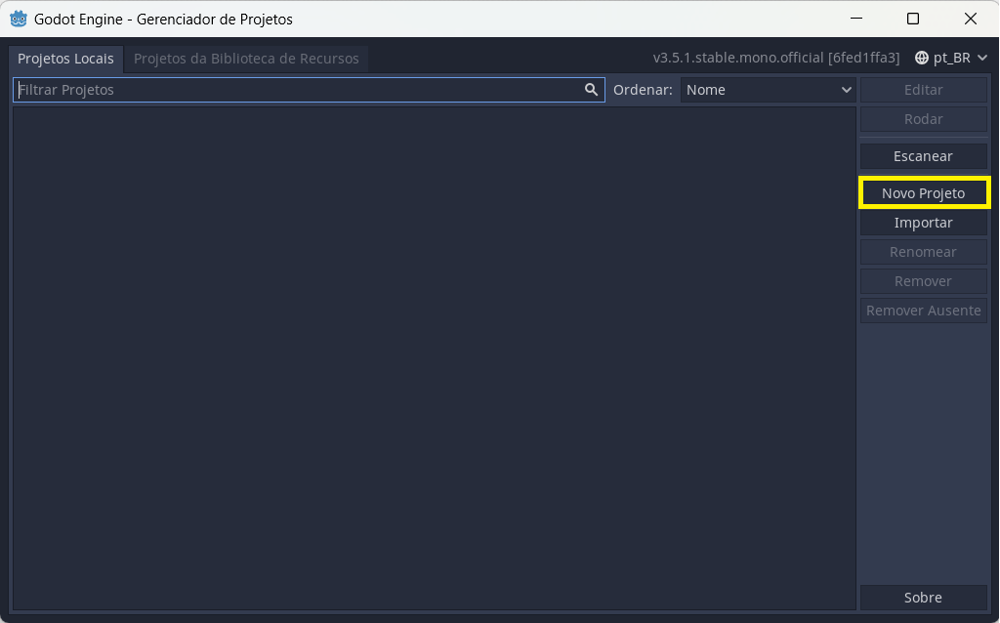 Godot Engine - Gerenciador de Projetos
Projetos Locais Projetos da Biblioteca de Recursos v3.5.1.stable.mono.official [6fed1ffa3] pt_BR
Filtrar Projetos Ordenar: Nome Editar
Rodar
Escanear
Novo Projeto
Importar
Renomear
Remover
Remover Ausente
Sobre